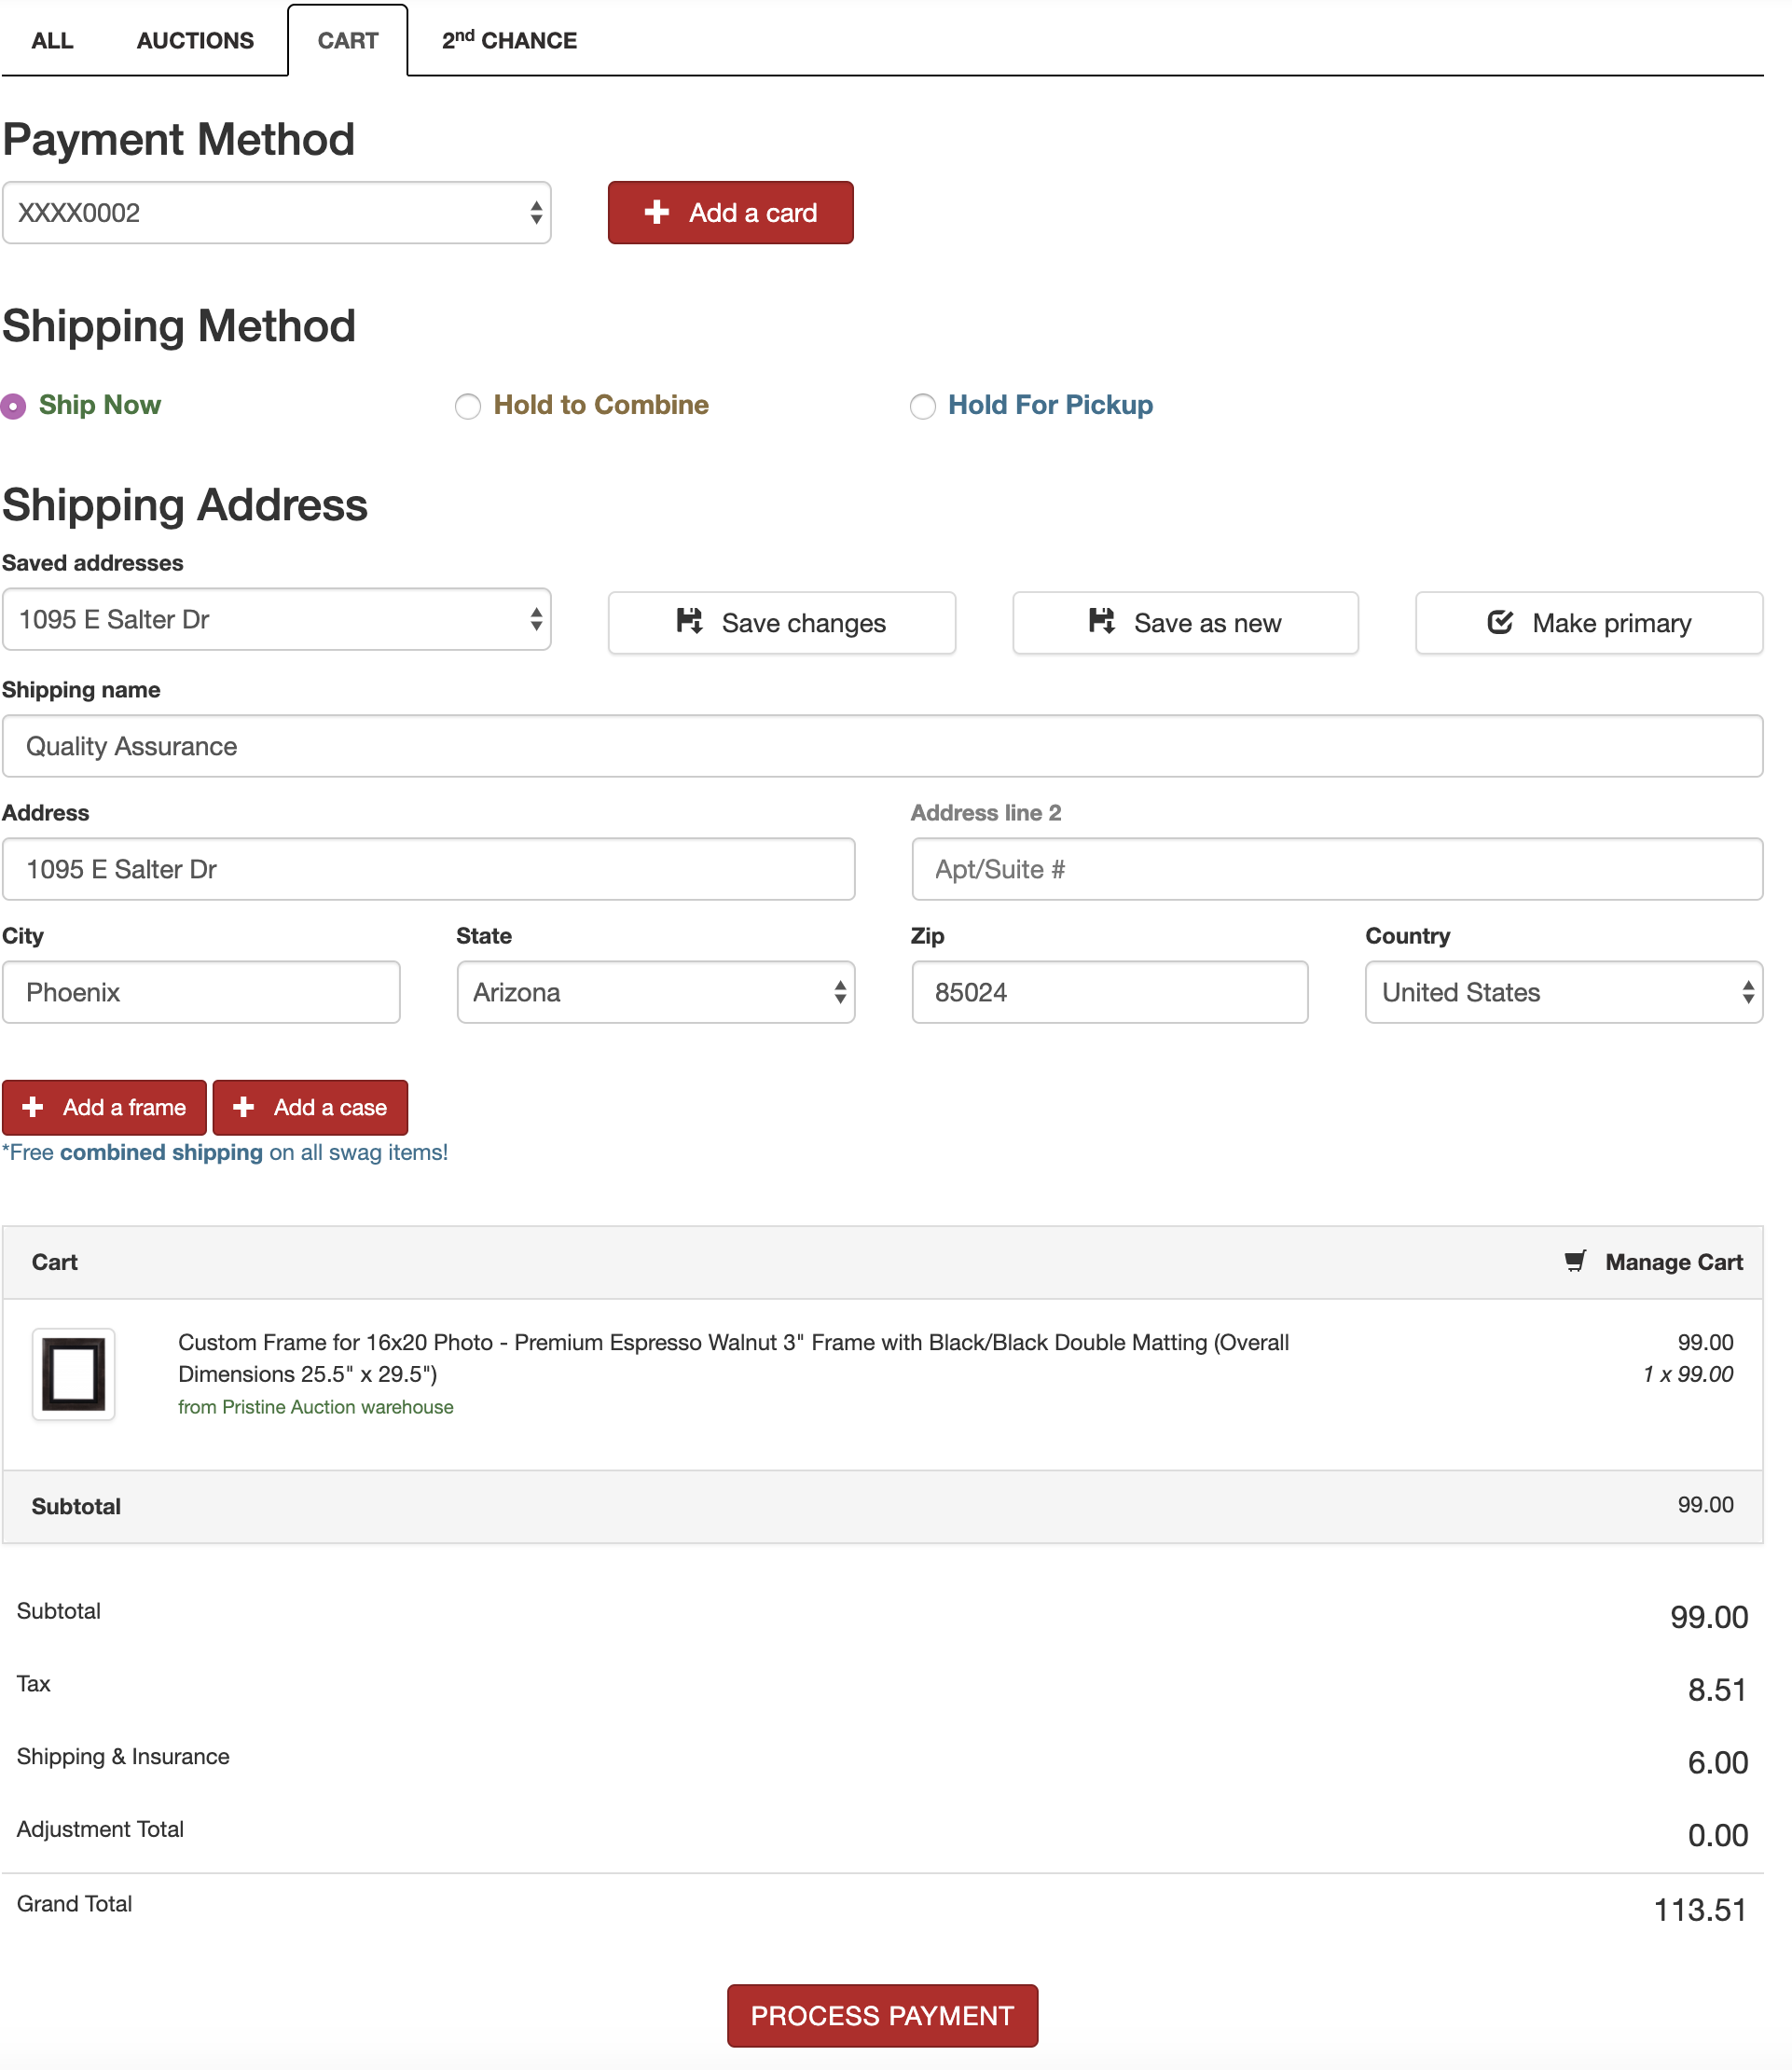 ALL AUCTIONS CART 2nd CHANCE
Payment Method
XXXX0002 Add a card
Shipping Method
Ship Now Hold to Combine Hold For Pickup
Shipping Address
Saved addresses
1095 E Salter Dr Save changes Save as new Make primary
Shipping name
Quality Assurance
Address Address line 2
1095 E Salter Dr Apt/Suite #
City State Zip Country
Phoenix Arizona 85024 United States
Add a frame Add a case
*Free combined shipping on all swag items!
Cart Manage Cart
Custom Frame for 16x20 Photo - Premium Espresso Walnut 3" Frame with Black/Black Double Matting (Overall 99.00
Dimensions 25.5" x 29.5") 1 x 99.00
from Pristine Auction warehouse
Subtotal 99.00
Subtotal 99.00
Tax 8.51
Shipping & Insurance 6.00
Adjustment Total 0.00
Grand Total 113.51
PROCESS PAYMENT